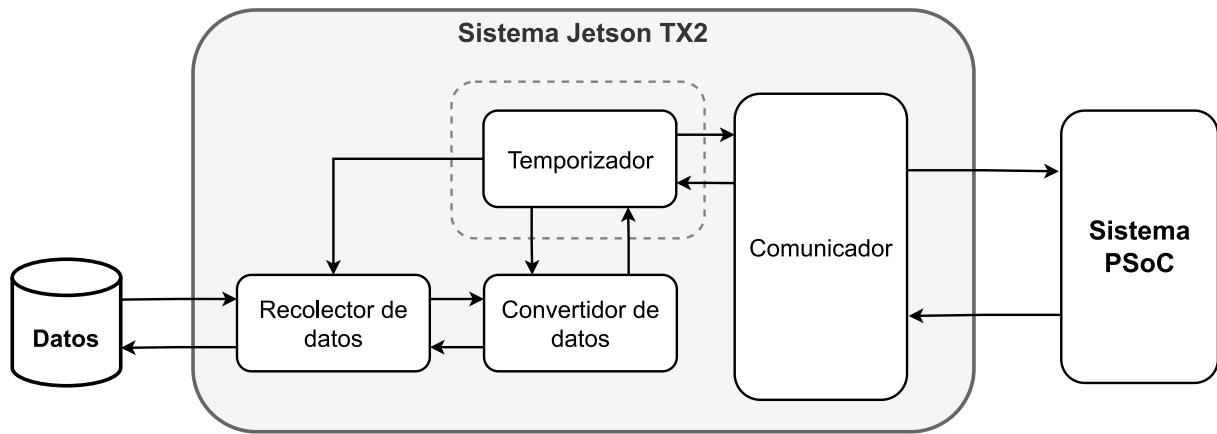 Sistema Jetson TX2
Temporizador
Comunicador
Sistema
PSoC
Datos
Recolector de
datos
Convertidor de
datos